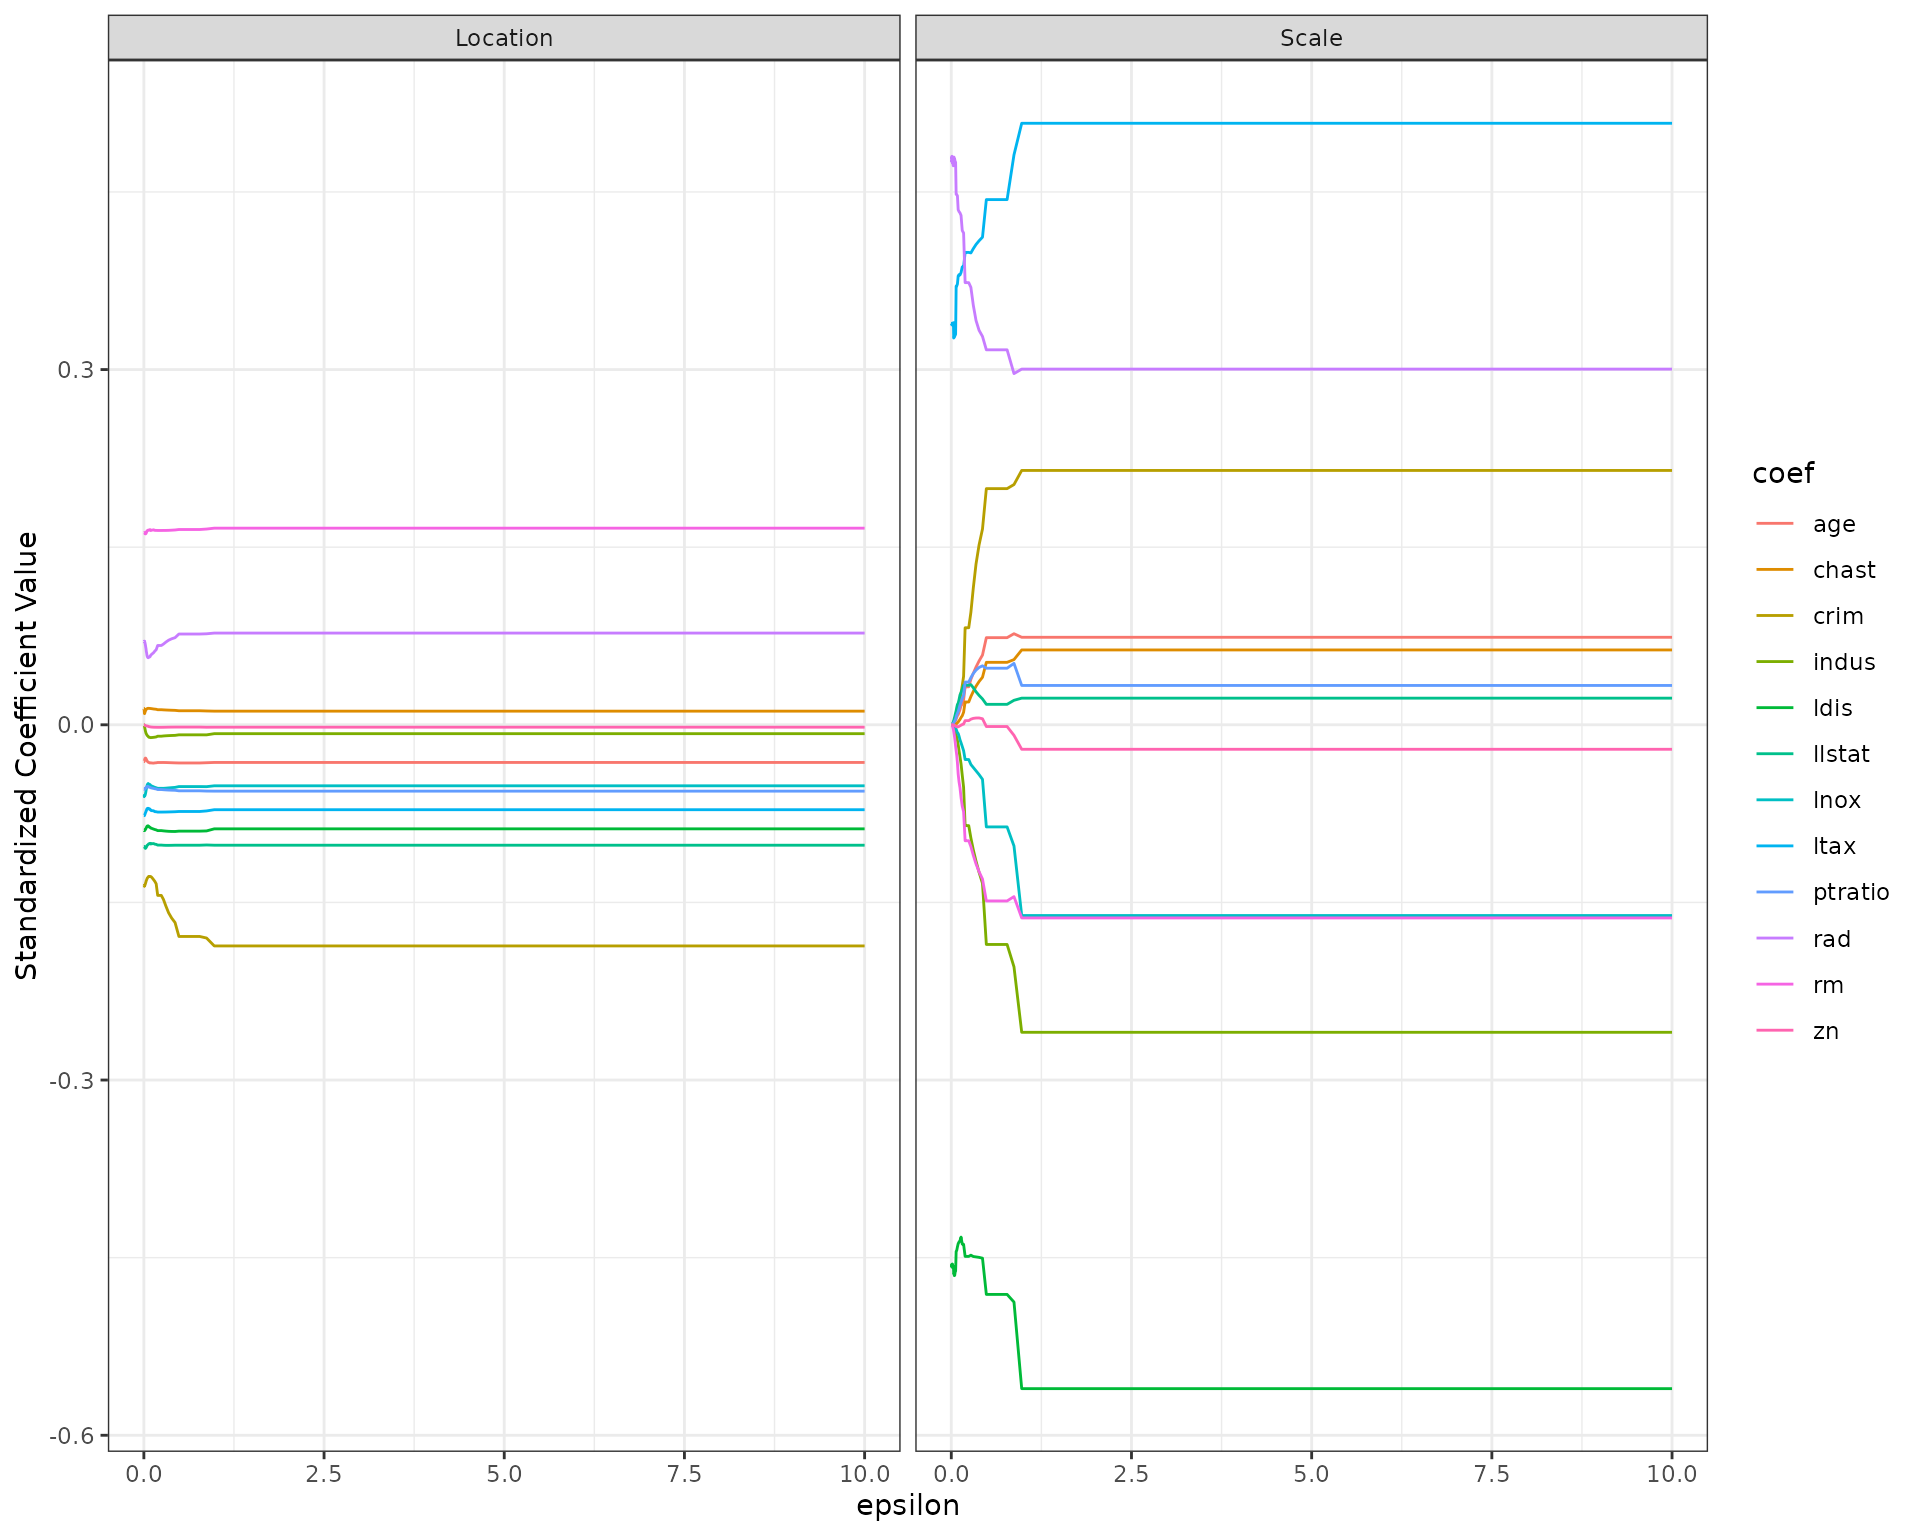 Location
Scale
Standardized Coefficient Value
0.3
0.0
-0.3
-0.6
0.0 2.5 5.0 7.5 10.0
0.0 2.5 5.0 7.5 10.0
epsilon
coef
age
chast
crim
indus
ldis
llstat
lnox
ltax
ptratio
rad
rm
zn